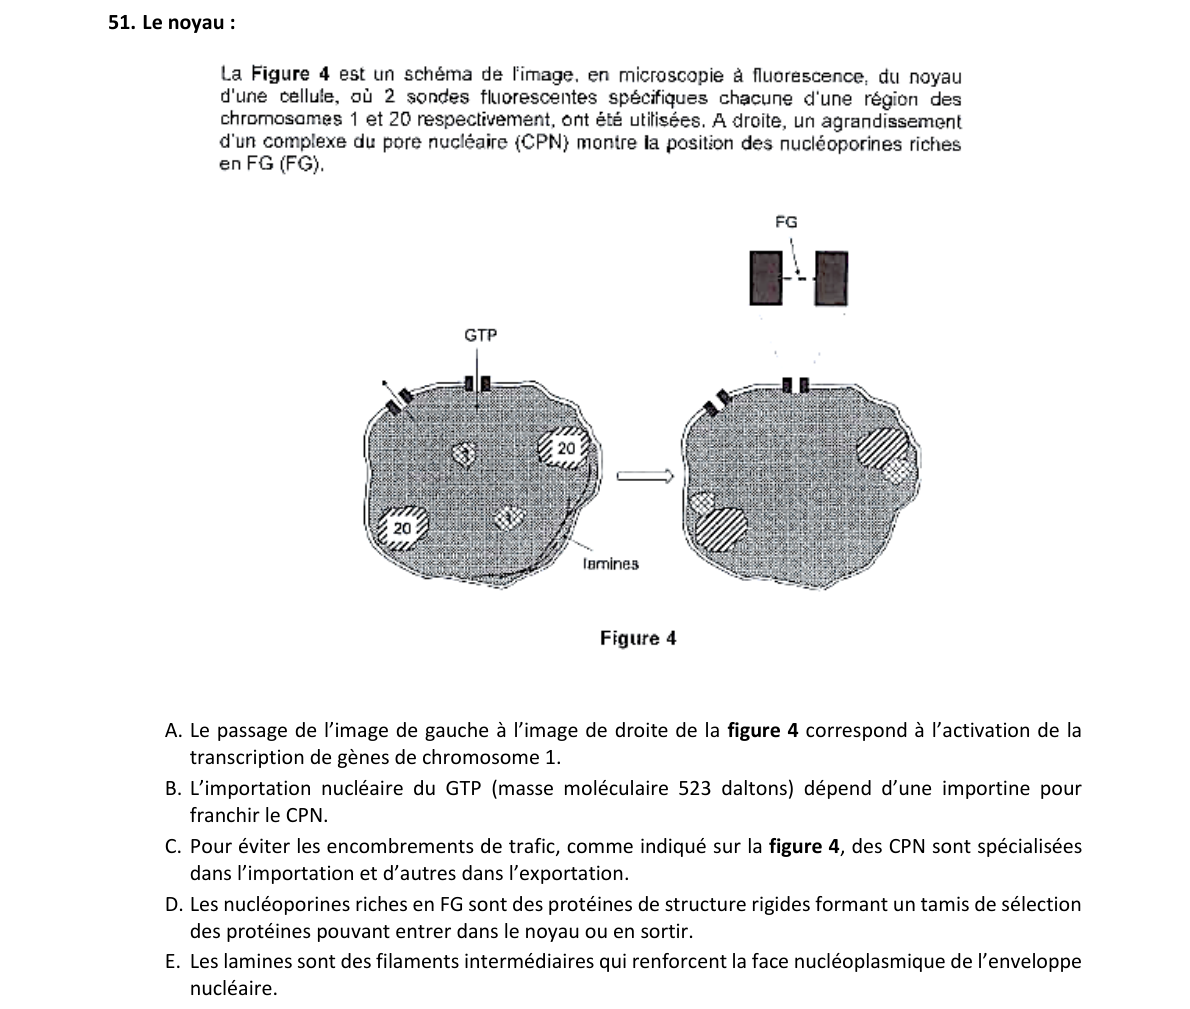 51. Le noyau :
La Figure 4 est un schéma de l'image, en microscopie à fluorescence, du noyau
d'une cellule, où 2 sondes fluorescentes spécifiques chacune d'une région des
chromosomes 1 et 20 respectivement, ont été utilisées. A droite, un agrandissement
d'un complexe du pore nucléaire (CPN) montre la position des nucléoporines riches
en FG (FG).
FG
GTP
1
20
20
1
lamines
Figure 4
A. Le passage de l'image de gauche à l'image de droite de la figure 4 correspond à l'activation de la
transcription de gènes de chromosome 1.
B. L'importation nucléaire du GTP (masse moléculaire 523 daltons) dépend d'une importine pour
franchir le CPN.
C. Pour éviter les encombrements de trafic, comme indiqué sur la figure 4, des CPN sont spécialisées
dans l'importation et d'autres dans l'exportation.
D. Les nucléoporines riches en FG sont des protéines de structure rigides formant un tamis de sélection
des protéines pouvant entrer dans le noyau ou en sortir.
E. Les lamines sont des filaments intermédiaires qui renforcent la face nucléoplasmique de l'enveloppe
nucléaire.